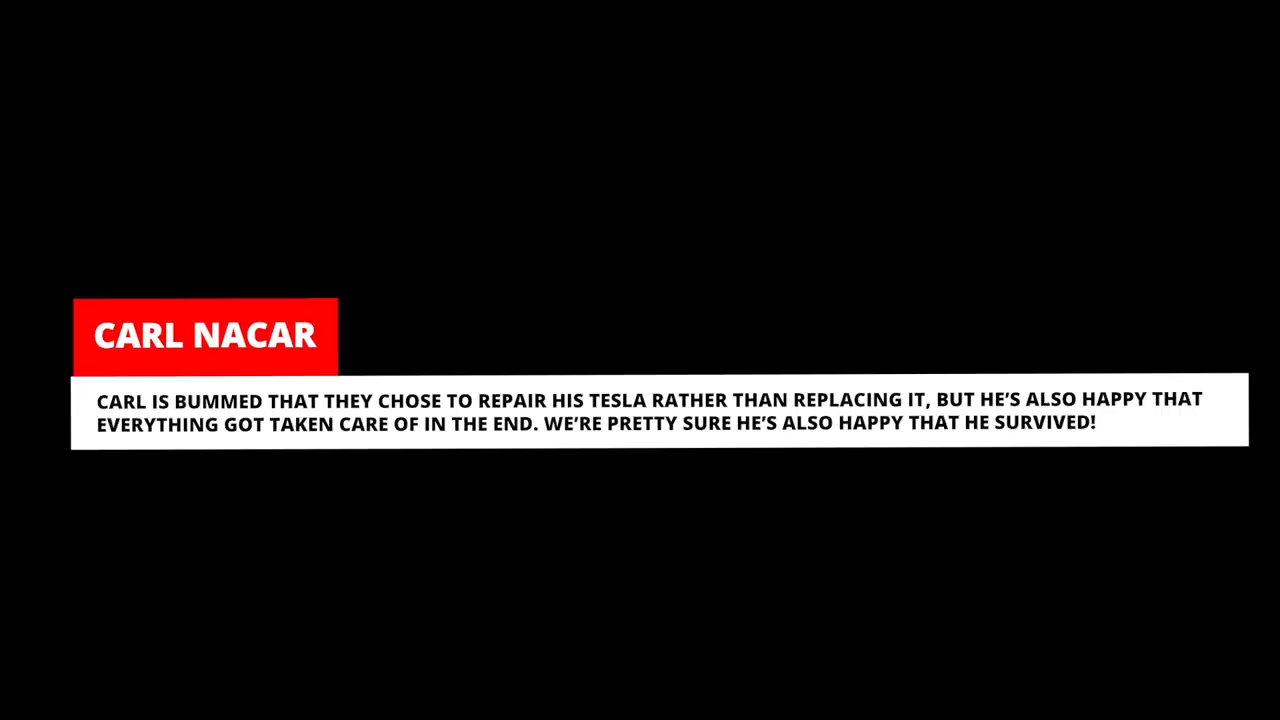 CARL NACAR
CARL IS BUMMED THAT THEY CHOSE TO REPAIR HIS TESLA RATHER THAN REPLACING IT, BUT HE’S ALSO HAPPY THAT
EVERYTHING GOT TAKEN CARE OF IN THE END. WE’RE PRETTY SURE HE’S ALSO HAPPY THAT HE SURVIVED!